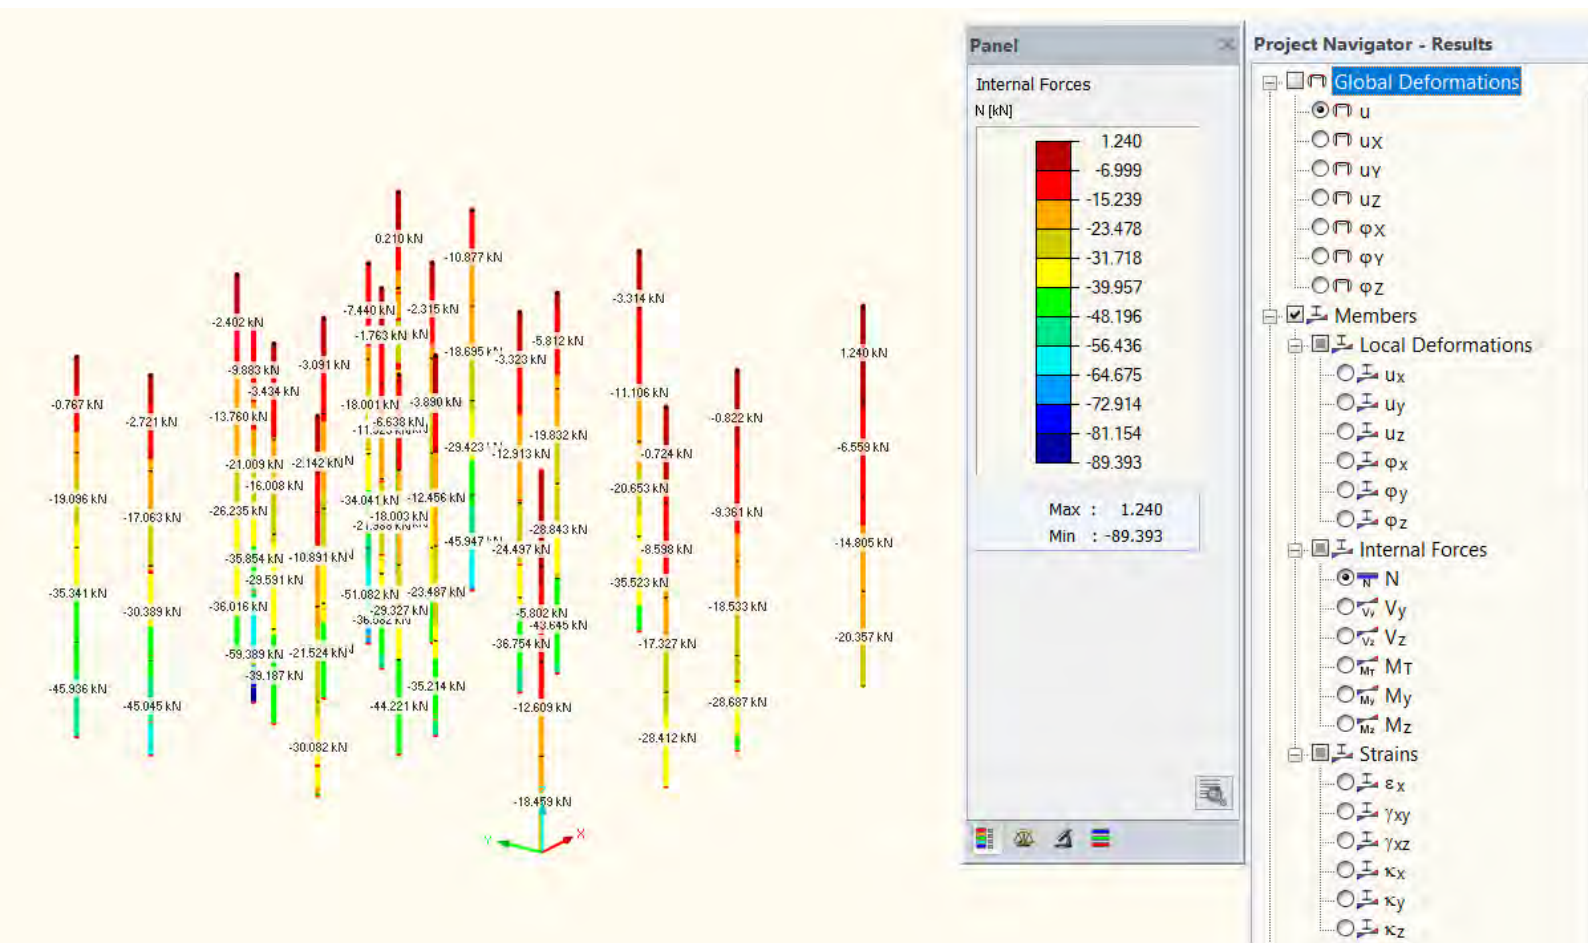 0.210 kN
-10.877 kN
-2.402 kN
-7.440 kN
-2.315 kN
-3.314 kN
-1.763 kN
kN
-5.812 kN
-9.883 kN
-3.091 kN
-18.695 kN
-3.323 kN
1.240 kN
-3.434 kN
-0.767 kN
-2.721 kN
-13.760 kN
-18.001 kN
-3.890 kN
-11.106 kN
-0.822 kN
-6.638 kN
-19.832 kN
-29.423
-6.559 kN
-21.009 kN
-2.142 kN
-12.913 kN
-0.724 kN
-16.008 kN
-19.096 kN
-34.041 kN
-12.456 kN
-20.653 kN
-17.063 kN
-26.235 kN
-18.003 kN
-9.361 kN
-28.843 kN
-45.947
-24.497 kN
-8.598 kN
-14.805 kN
-35.854 kN
-10.891 kN
-29.591 kN
-35.341 kN
-51.082 kN
-23.487 kN
-35.523 kN
-30.389 kN
-36.016 kN
-29.327 kN
-5.802 kN
-18.533 kN
-43.645 kN
-59.389 kN
-21.524 kN
-36.754 kN
-17.327 kN
-20.357 kN
-39.187 kN
-45.936 kN
-35.214 kN
-45.045 kN
-44.221 kN
-12.609 kN
-28.687 kN
-30.082 kN
-28.412 kN
-18.459 kN
Y
X
Panel
Internal Forces
N [kN]
1.240
-6.999
-15.239
-23.478
-31.718
-39.957
-48.196
-56.436
-64.675
-72.914
-81.154
-89.393
Max : 1.240
Min : -89.393
Project Navigator - Results
Global Deformations
u
uX
uY
uZ
φX
φY
φZ
Members
Local Deformations
ux
uy
uz
φx
φy
φz
Internal Forces
N N
Vy Vy
Vz Vz
MT MT
My My
Mz Mz
Strains
εx
γxy
γxz
κx
κy
κz